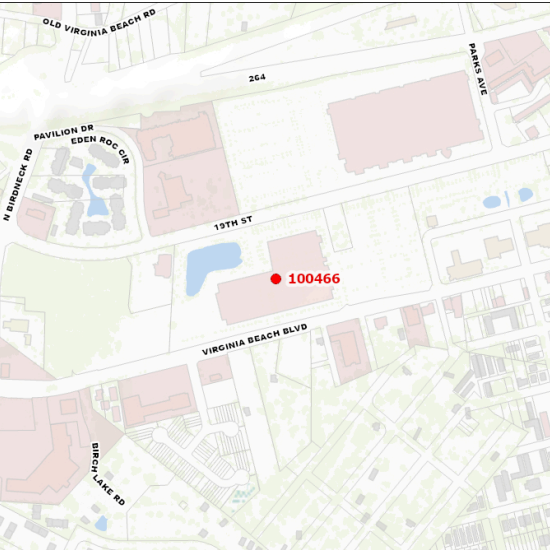 OLD VIRGINIA BEACH RD
264
PARKS AVE
PAVILION DR
EDEN ROC CIR
N BIRDNECK RD
19TH ST
100466
VIRGINIA BEACH BLVD
BIRCH LAKE RD